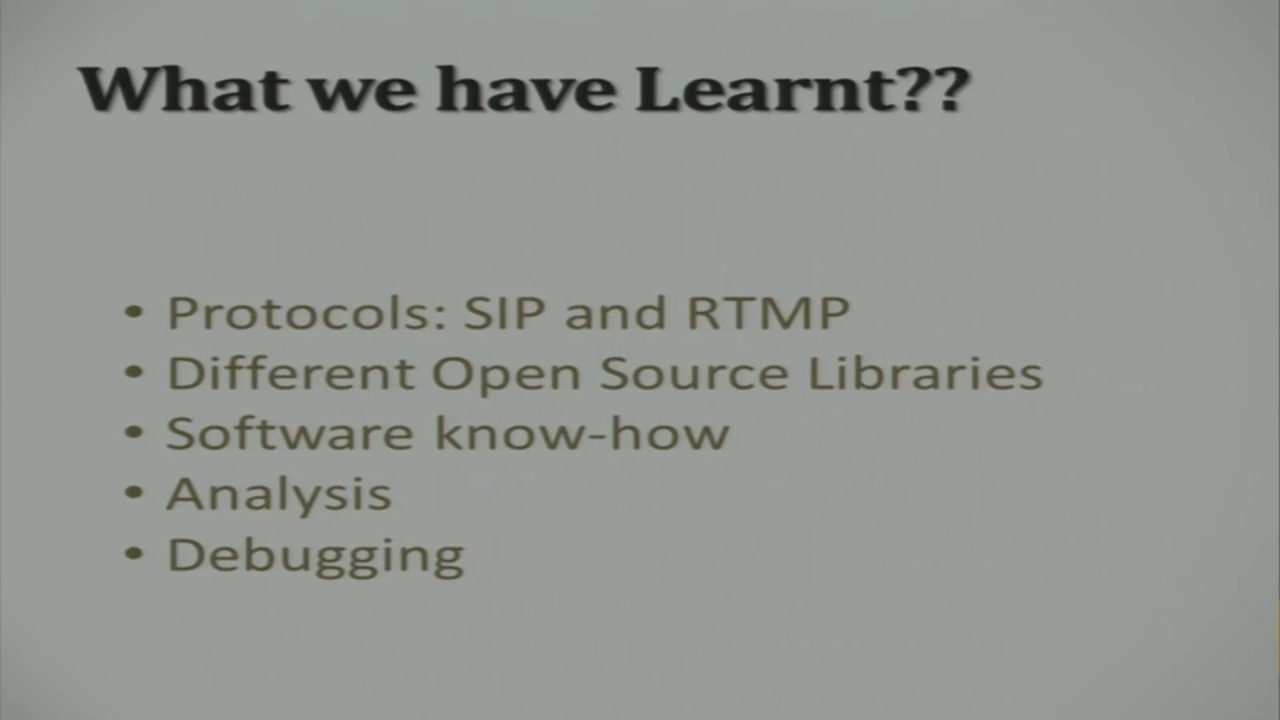 What we have Learnt??
• Protocols: SIP and RTMP
• Different Open Source Libraries
• Software know-how
• Analysis
• Debugging